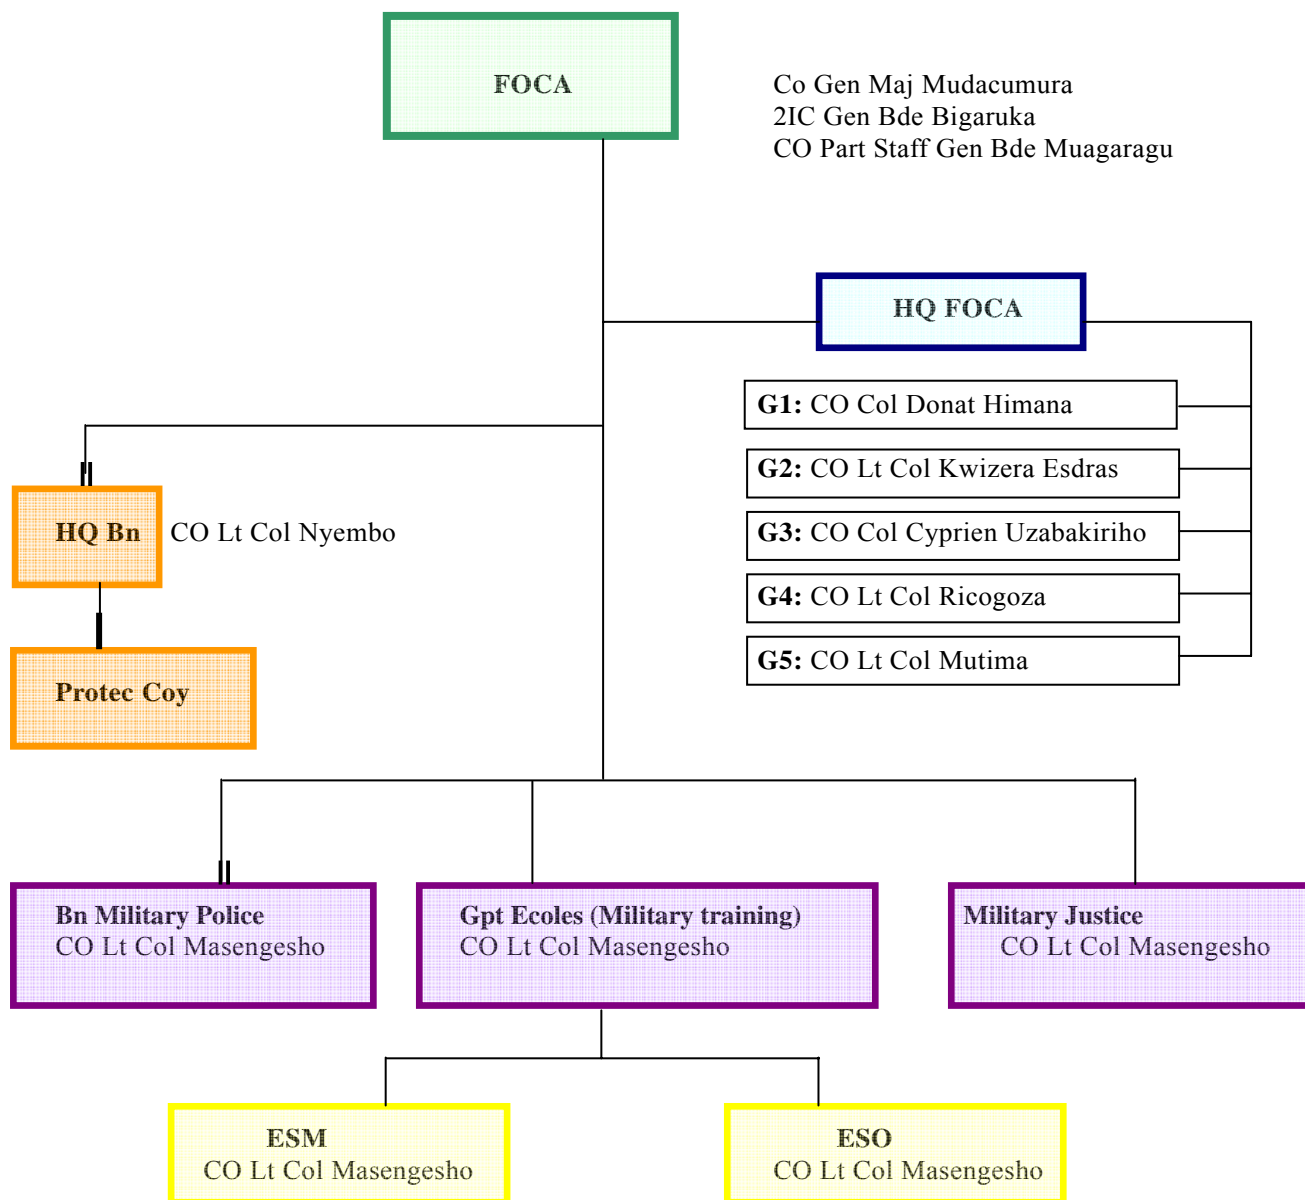 FOCA
Co Gen Maj Mudacumura
2IC Gen Bde Bigaruka
CO Part Staff Gen Bde Muagaragu
HQ FOCA
G1: CO Col Donat Himana
G2: CO Lt Col Kwizera Esdras
G3: CO Col Cyprien Uzabakiriho
G4: CO Lt Col Ricogoza
G5: CO Lt Col Mutima
HQ Bn
CO Lt Col Nyembo
Protec Coy
Bn Military Police
CO Lt Col Masengesho
Gpt Ecoles (Military training)
CO Lt Col Masengesho
Military Justice
CO Lt Col Masengesho
ESM
CO Lt Col Masengesho
ESO
CO Lt Col Masengesho